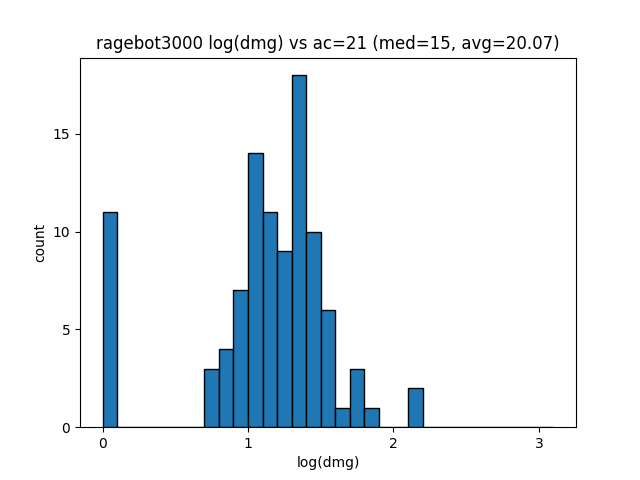 ragebot3000 log(dmg) vs ac=21 (med=15, avg=20.07)
15
10
5
0
count
0 1 2 3
log(dmg)